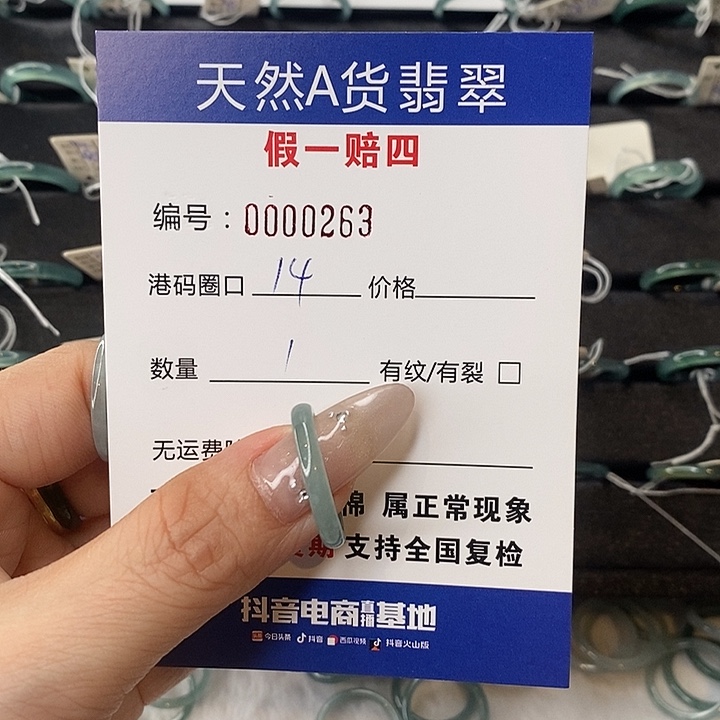 天然A货翡翠
假一赔四
编号：0000263
港码圈口 14 价格
数量 1 有纹/有裂 □
无运费
棉 属正常现象
期 支持全国复检
抖音电商直播基地
今日头条 抖音 西瓜视频 抖音火山版